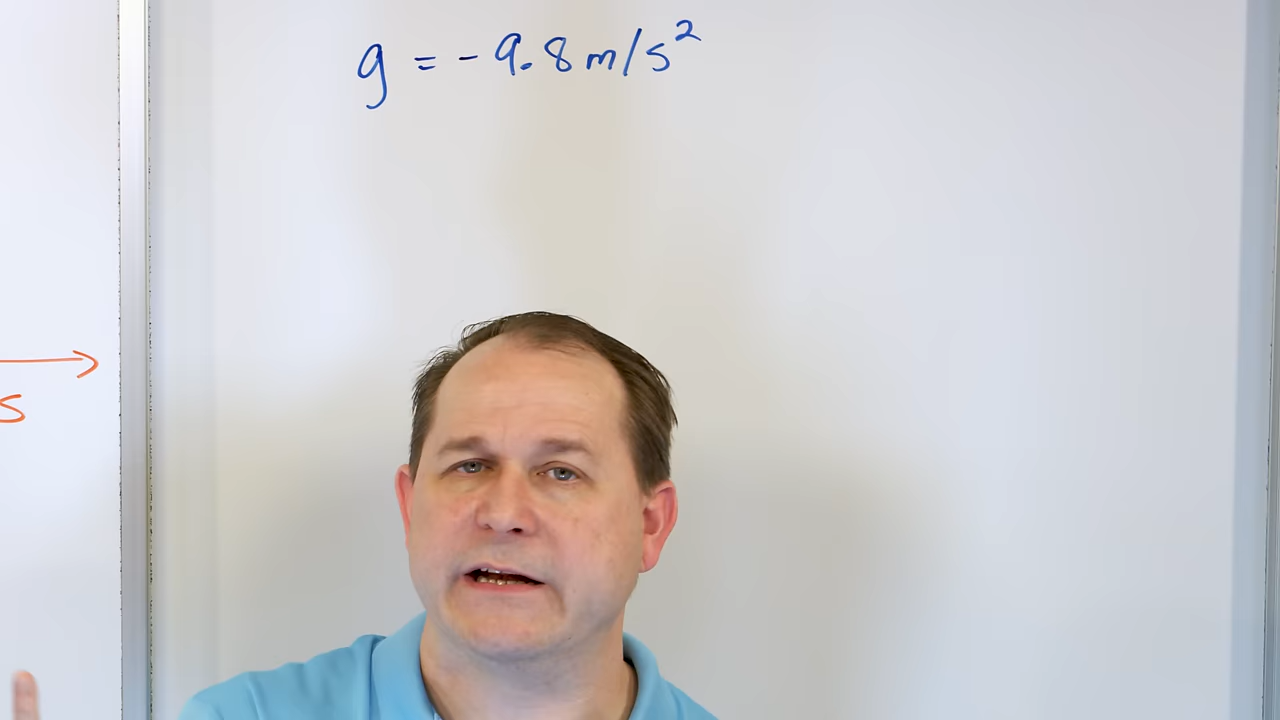 g = - 9.8 m/s²
s